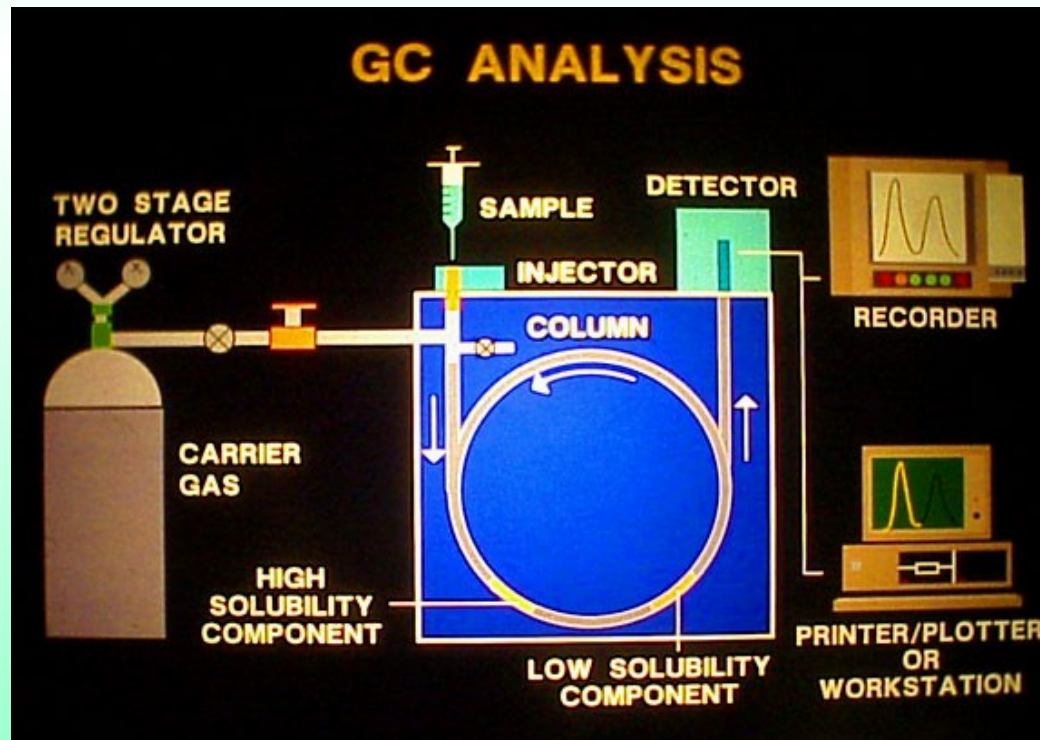 GC ANALYSIS
TWO STAGE
REGULATOR
SAMPLE
DETECTOR
INJECTOR
COLUMN
RECORDER
CARRIER
GAS
HIGH
SOLUBILITY
COMPONENT
LOW SOLUBILITY
COMPONENT
PRINTER/PLOTTER
OR
WORKSTATION